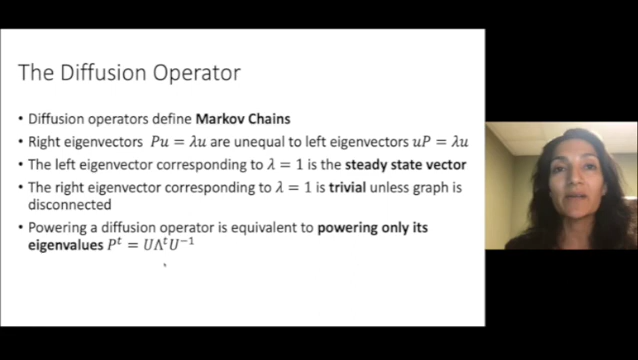 The Diffusion Operator
• Diffusion operators define Markov Chains
• Right eigenvectors Pu = λu are unequal to left eigenvectors uP = λu
• The left eigenvector corresponding to λ = 1 is the steady state vector
• The right eigenvector corresponding to λ = 1 is trivial unless graph is
disconnected
• Powering a diffusion operator is equivalent to powering only its
eigenvalues Pᵗ = UΛᵗU⁻¹